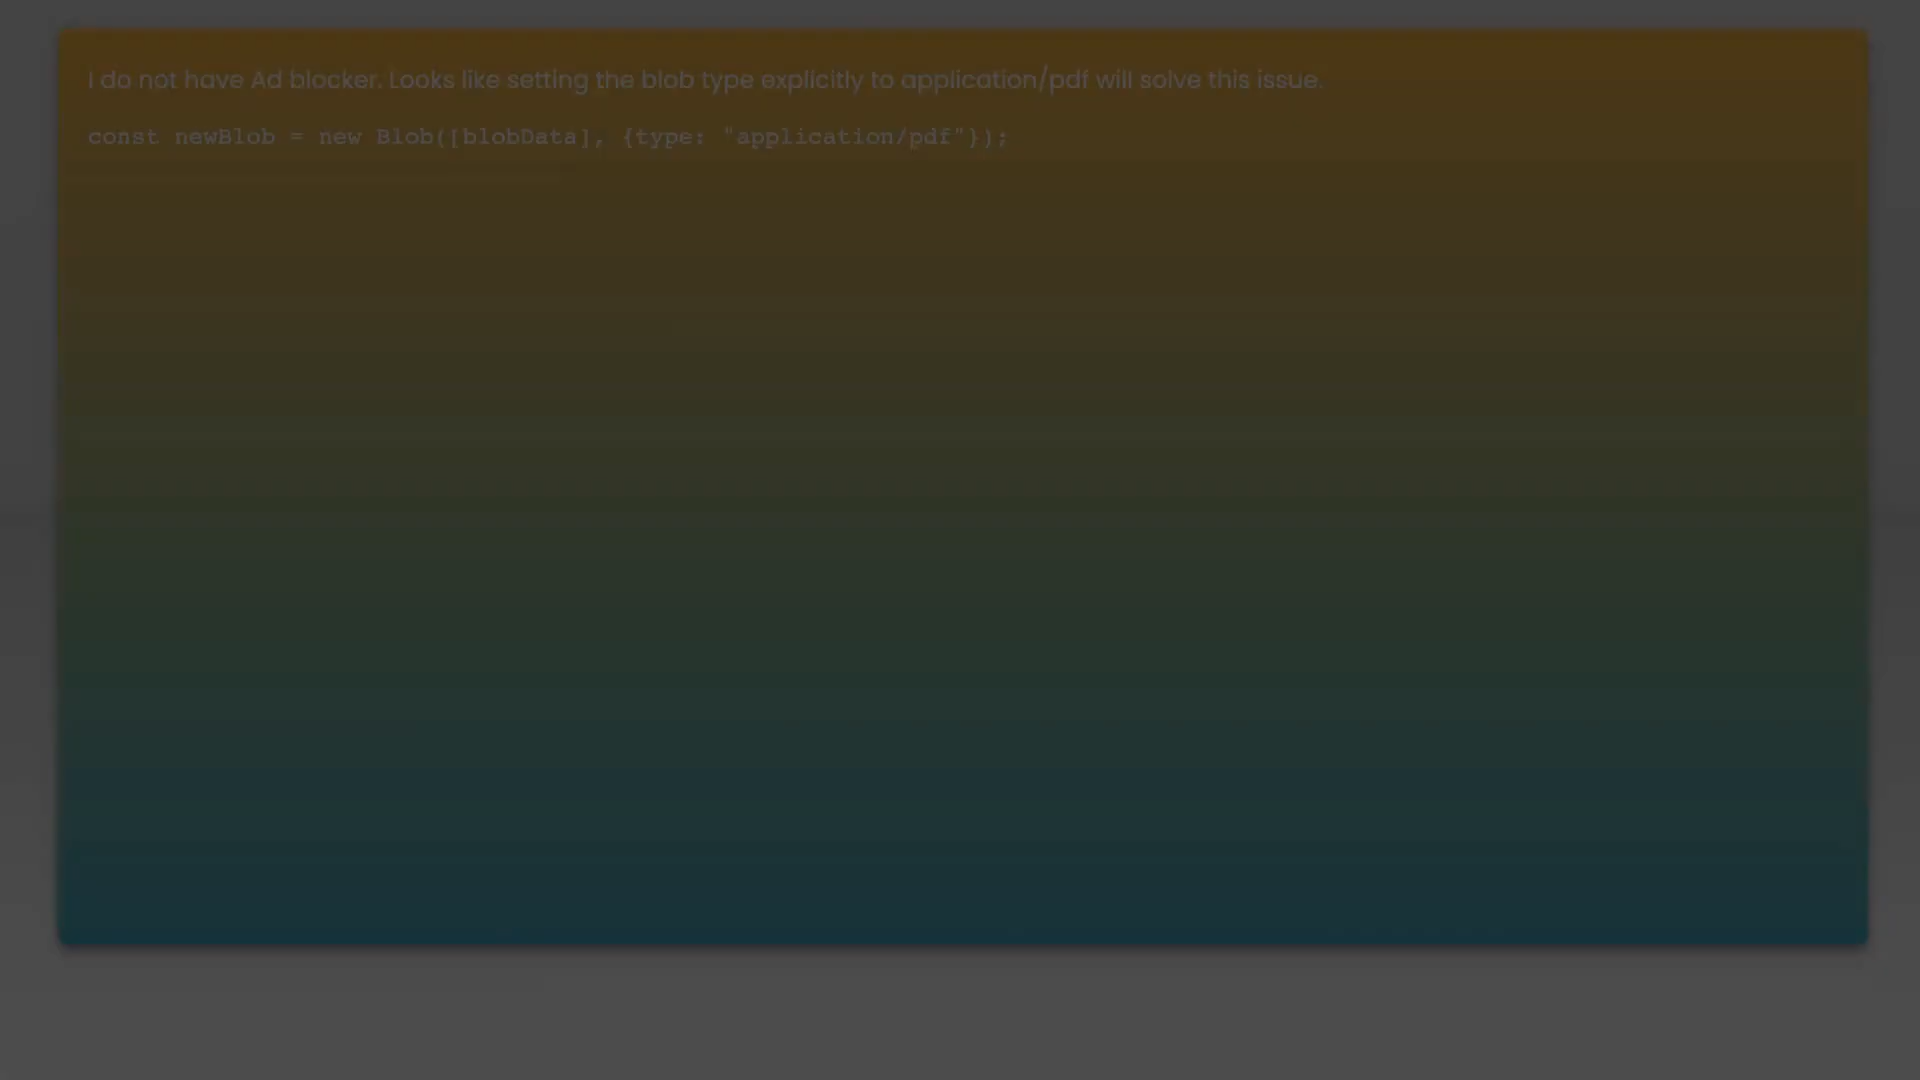 I do not have Ad blocker. Looks like setting the blob type explicitly to application/pdf will solve this issue.
const newBlob = new Blob([blobData], {type: "application/pdf"});